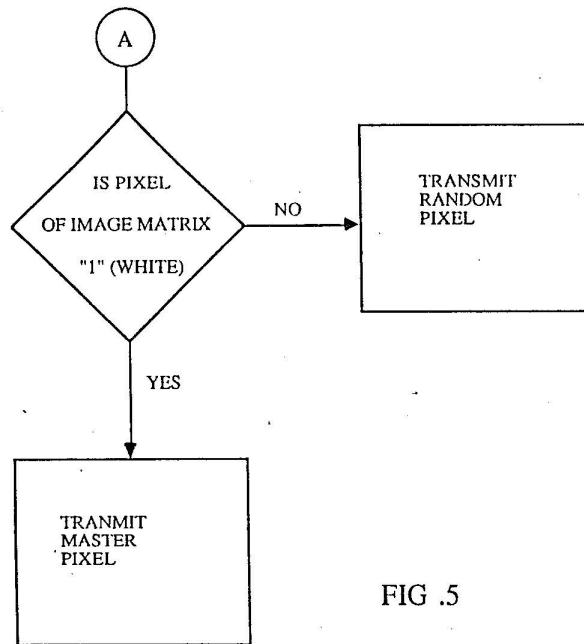 A
IS PIXEL
OF IMAGE MATRIX
"1" (WHITE)
NO
TRANSMIT
RANDOM
PIXEL
YES
TRANMIT
MASTER
PIXEL
FIG .5